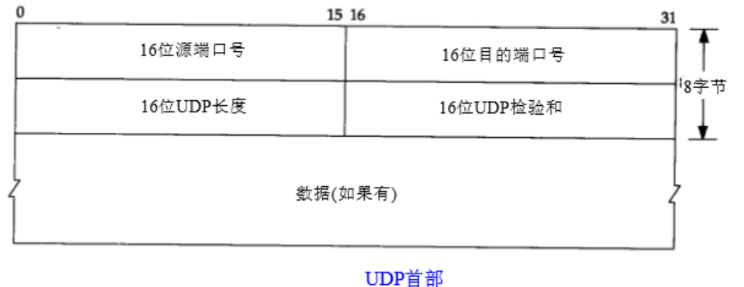 0 15 16 31
16位源端口号 16位目的端口号
8字节
16位UDP长度 16位UDP检验和
数据(如果有)
UDP首部